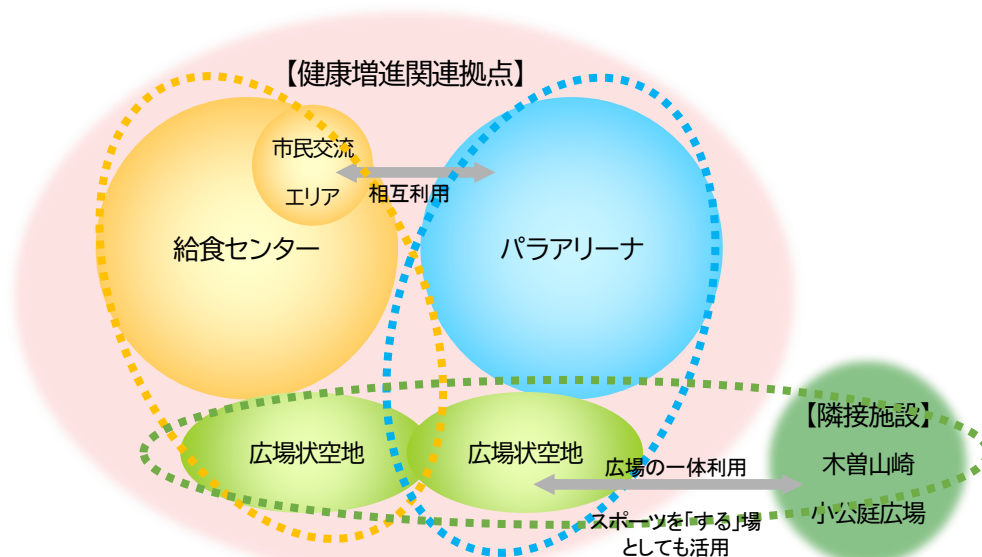 【健康増進関連拠点】
市民交流
エリア
相互利用
給食センター
パラアリーナ
広場状空地
広場状空地
広場の一体利用
スポーツを「する」場
としても活用
【隣接施設】
木曽山崎
小公庭広場